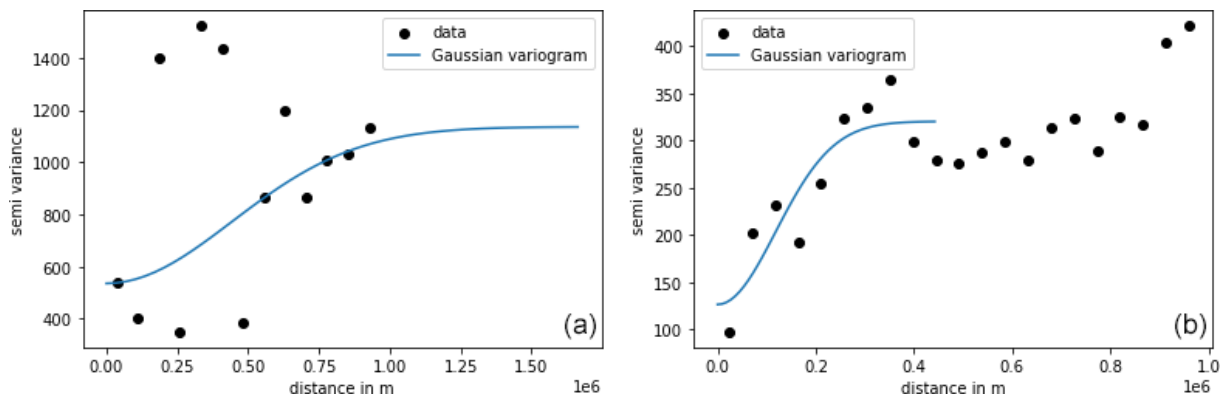 data
Gaussian variogram
semi variance
1400
1200
1000
800
600
400
0.00 0.25 0.50 0.75 1.00 1.25 1.50
distance in m
1e6
(a)
data
Gaussian variogram
semi variance
400
350
300
250
200
150
100
0.0 0.2 0.4 0.6 0.8 1.0
distance in m
1e6
(b)